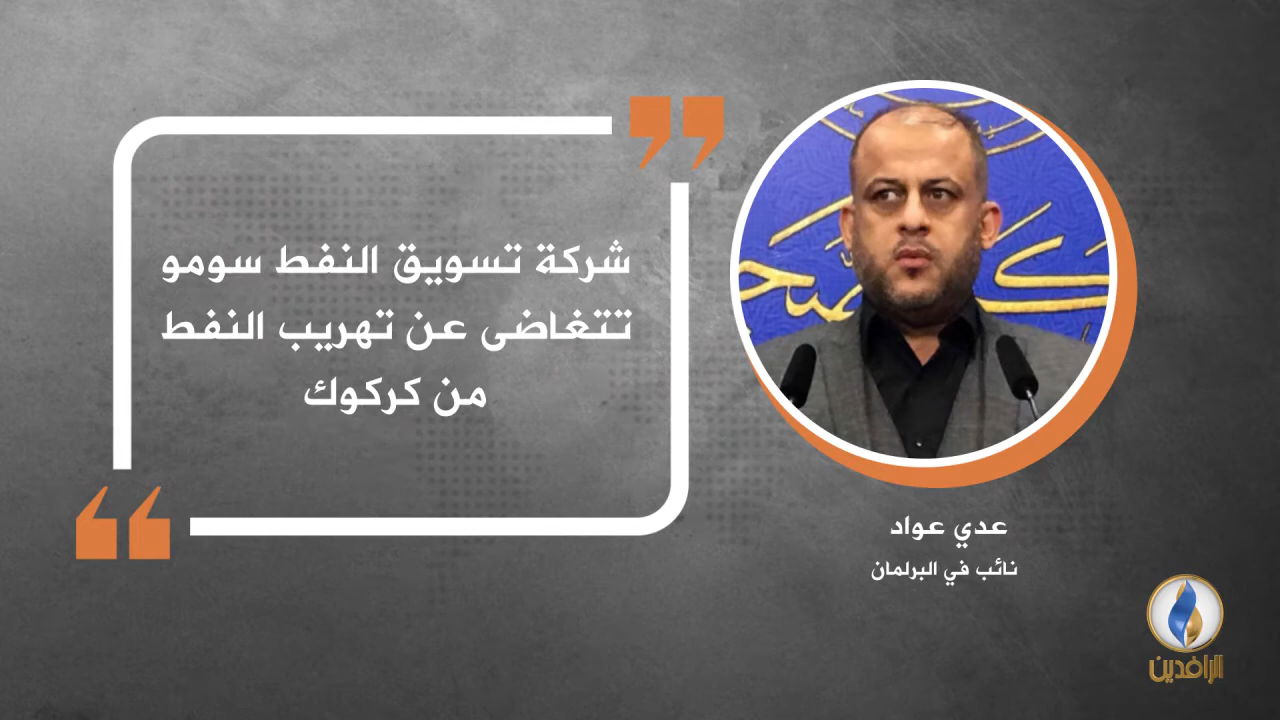 شركة تسويق النفط سومو
تتغاضى عن تهريب النفط
من كركوك
عدي عواد
نائب في البرلمان
الرافدين